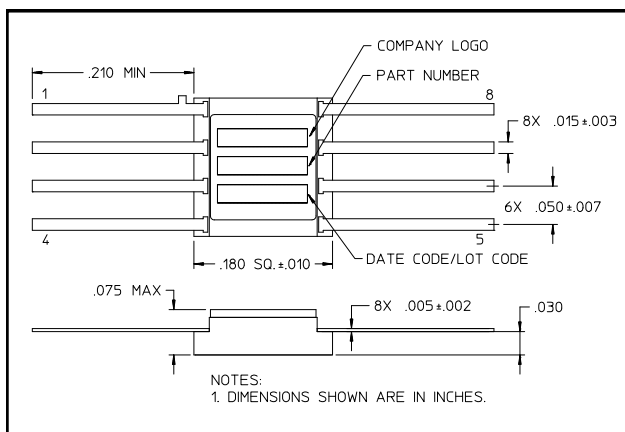 COMPANY LOGO
.210 MIN
PART NUMBER
1
8
8X .015±.003
6X .050±.007
4
5
DATE CODE/LOT CODE
.180 SQ.±.010
.075 MAX
8X .005±.002
.030
NOTES:
1. DIMENSIONS SHOWN ARE IN INCHES.